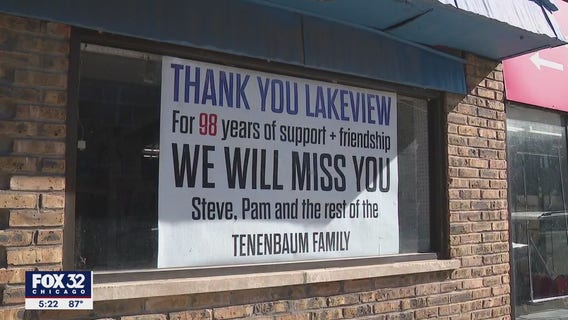 THANK YOU LAKEVIEW
For 98 years of support + friendship
WE WILL MISS YOU
Steve, Pam and the rest of the
TENENBAUM FAMILY
FOX 32
CHICAGO
5:22 87°